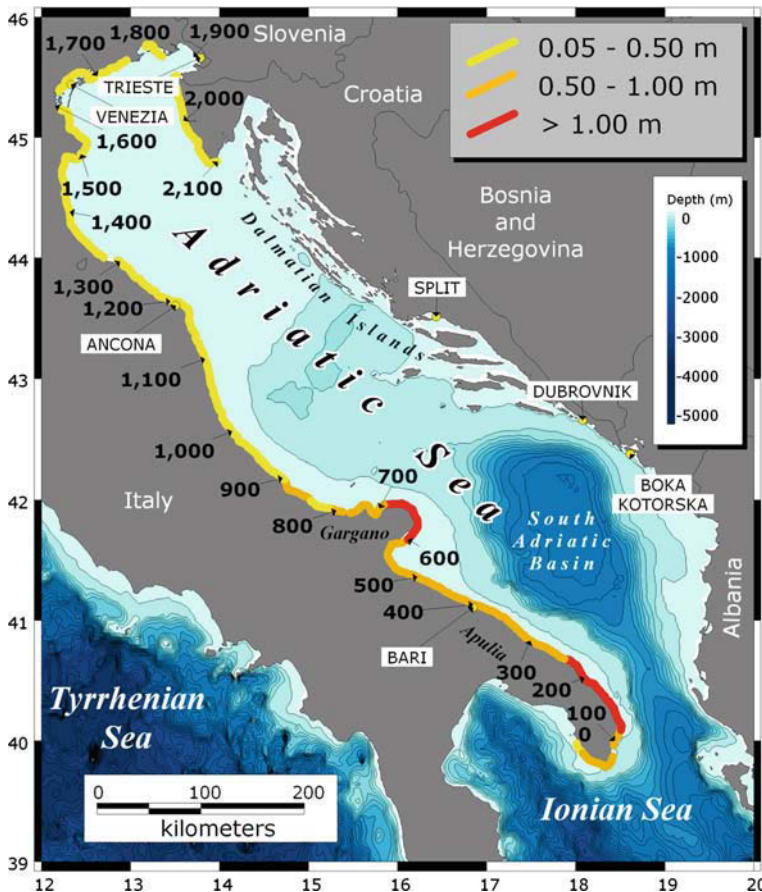 46
45
44
43
42
41
40
39
12
13
14
15
16
17
18
19
20
0.05 - 0.50 m
0.50 - 1.00 m
> 1.00 m
Depth (m)
0
-1000
-2000
-3000
-4000
-5000
Slovenia
Croatia
Bosnia
and
Herzegovina
Italy
Albania
1,700
1,800
1,900
TRIESTE
VENEZIA
2,000
1,600
1,500
2,100
1,400
1,300
1,200
ANCONA
1,100
1,000
900
800
700
Gargano
600
500
400
BARI
Apulia
300
200
100
0
Adriatic Sea
Dalmatian
Islands
SPLIT
DUBROVNIK
BOKA
KOTORSKA
South
Adriatic
Basin
Tyrrhenian
Sea
Ionian Sea
0 100 200
kilometers